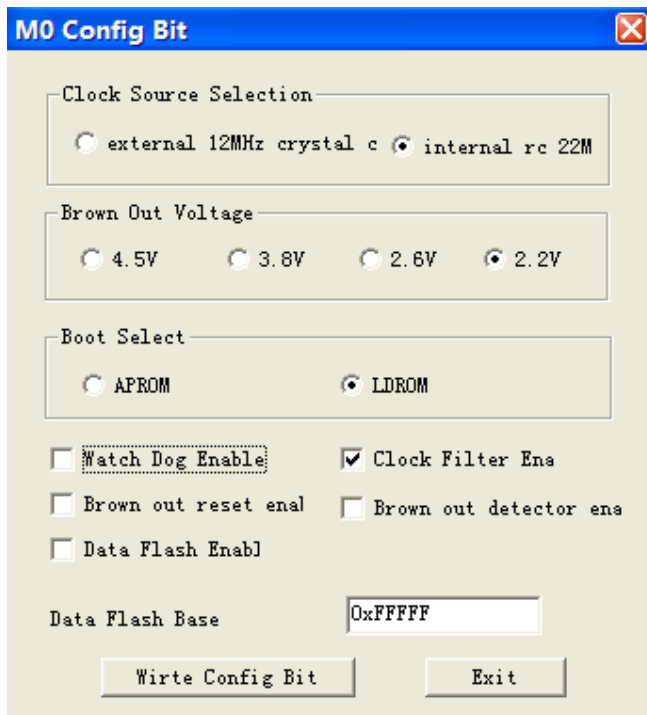 M0 Config Bit
Clock Source Selection
external 12MHz crystal c internal rc 22M
Brown Out Voltage
4.5V 3.8V 2.6V 2.2V
Boot Select
APROM LDROM
Watch Dog Enable Clock Filter Ena
Brown out reset enal Brown out detector ena
Data Flash Enabl
Data Flash Base 0xFFFFF
Wirte Config Bit Exit